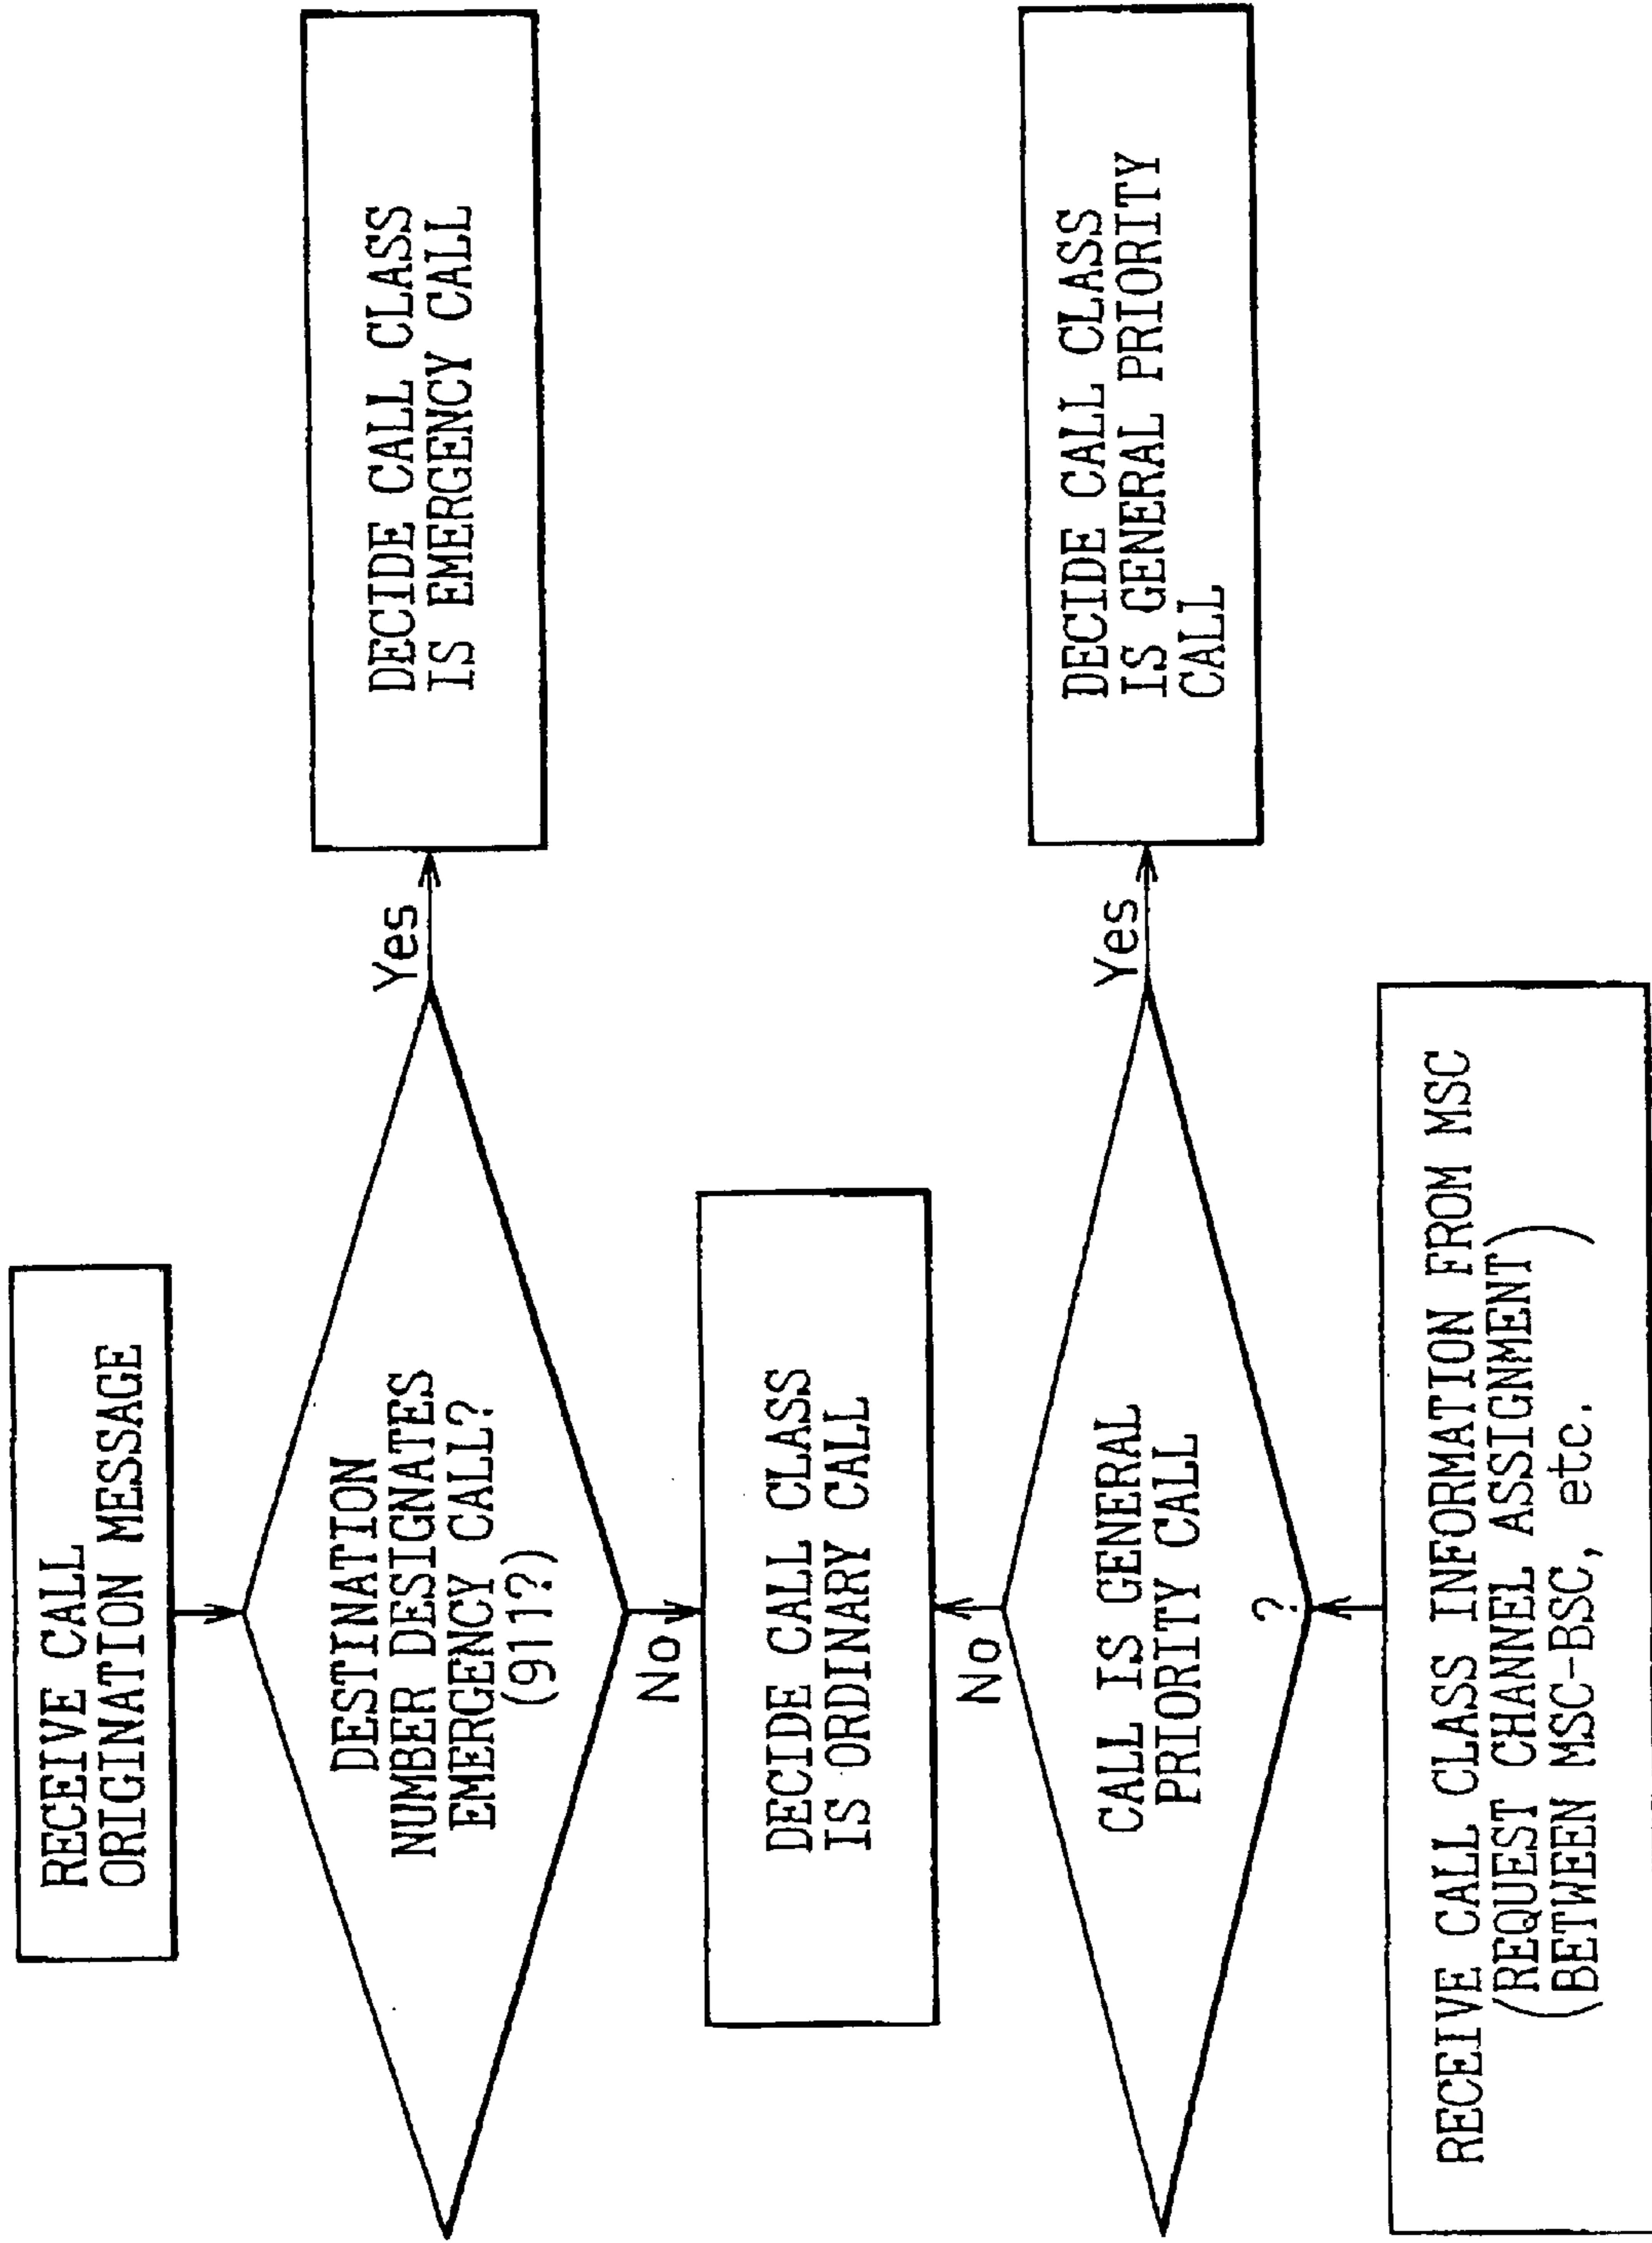 RECEIVE CALL
ORIGINATION MESSAGE
DESTINATION
NUMBER DESIGNATES
EMERGENCY CALL?
(911?)
Yes
DECIDE CALL CLASS
IS EMERGENCY CALL
No
DECIDE CALL CLASS
IS ORDINARY CALL
No
CALL IS GENERAL
PRIORITY CALL
?
Yes
DECIDE CALL CLASS
IS GENERAL PRIORITY
CALL
RECEIVE CALL CLASS INFORMATION FROM MSC
(REQUEST CHANNEL ASSIGNMENT)
(BETWEEN MSC-BSC, etc. )